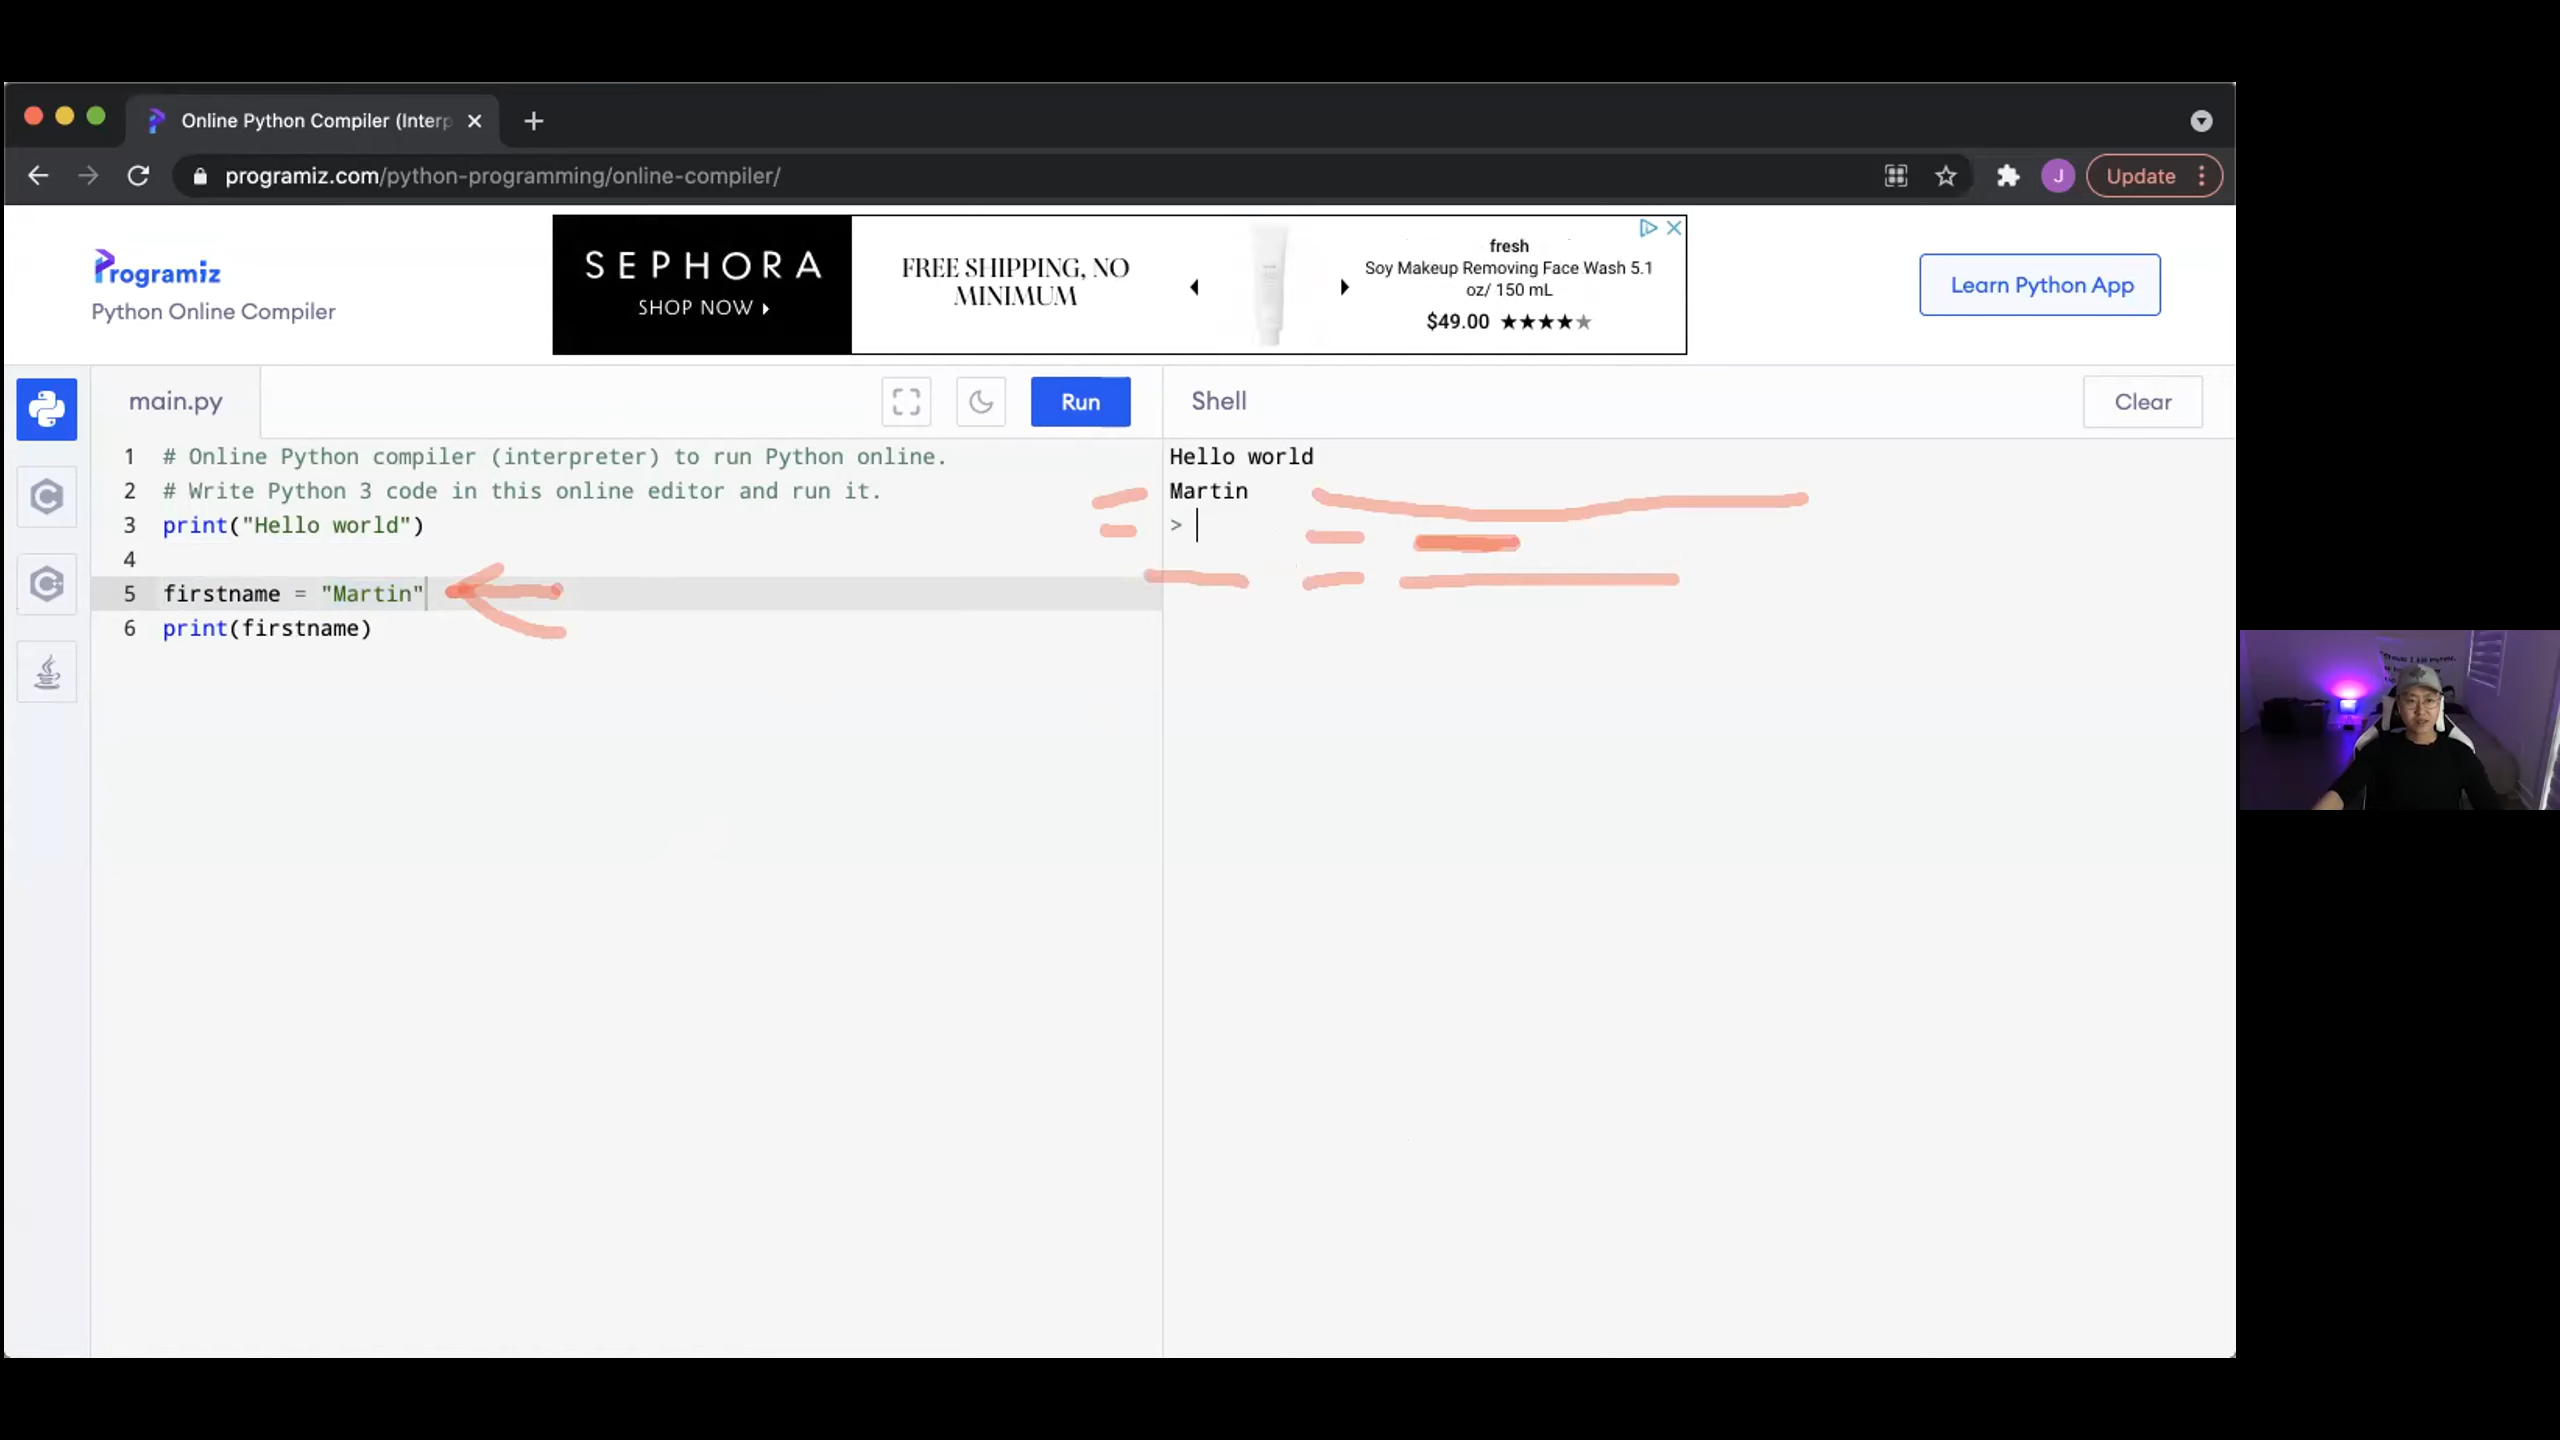 Online Python Compiler (Interp
programiz.com/python-programming/online-compiler/
J
Update
Programiz
Python Online Compiler
SEPHORA
SHOP NOW
FREE SHIPPING, NO
MINIMUM
fresh
Soy Makeup Removing Face Wash 5.1
oz/ 150 mL
$49.00 ★★★★★
Learn Python App
main.py
Run
Shell
Clear
1 # Online Python compiler (interpreter) to run Python online.
2 # Write Python 3 code in this online editor and run it.
3 print("Hello world")
4
5 firstname = "Martin"
6 print(firstname)
Hello world
Martin
>